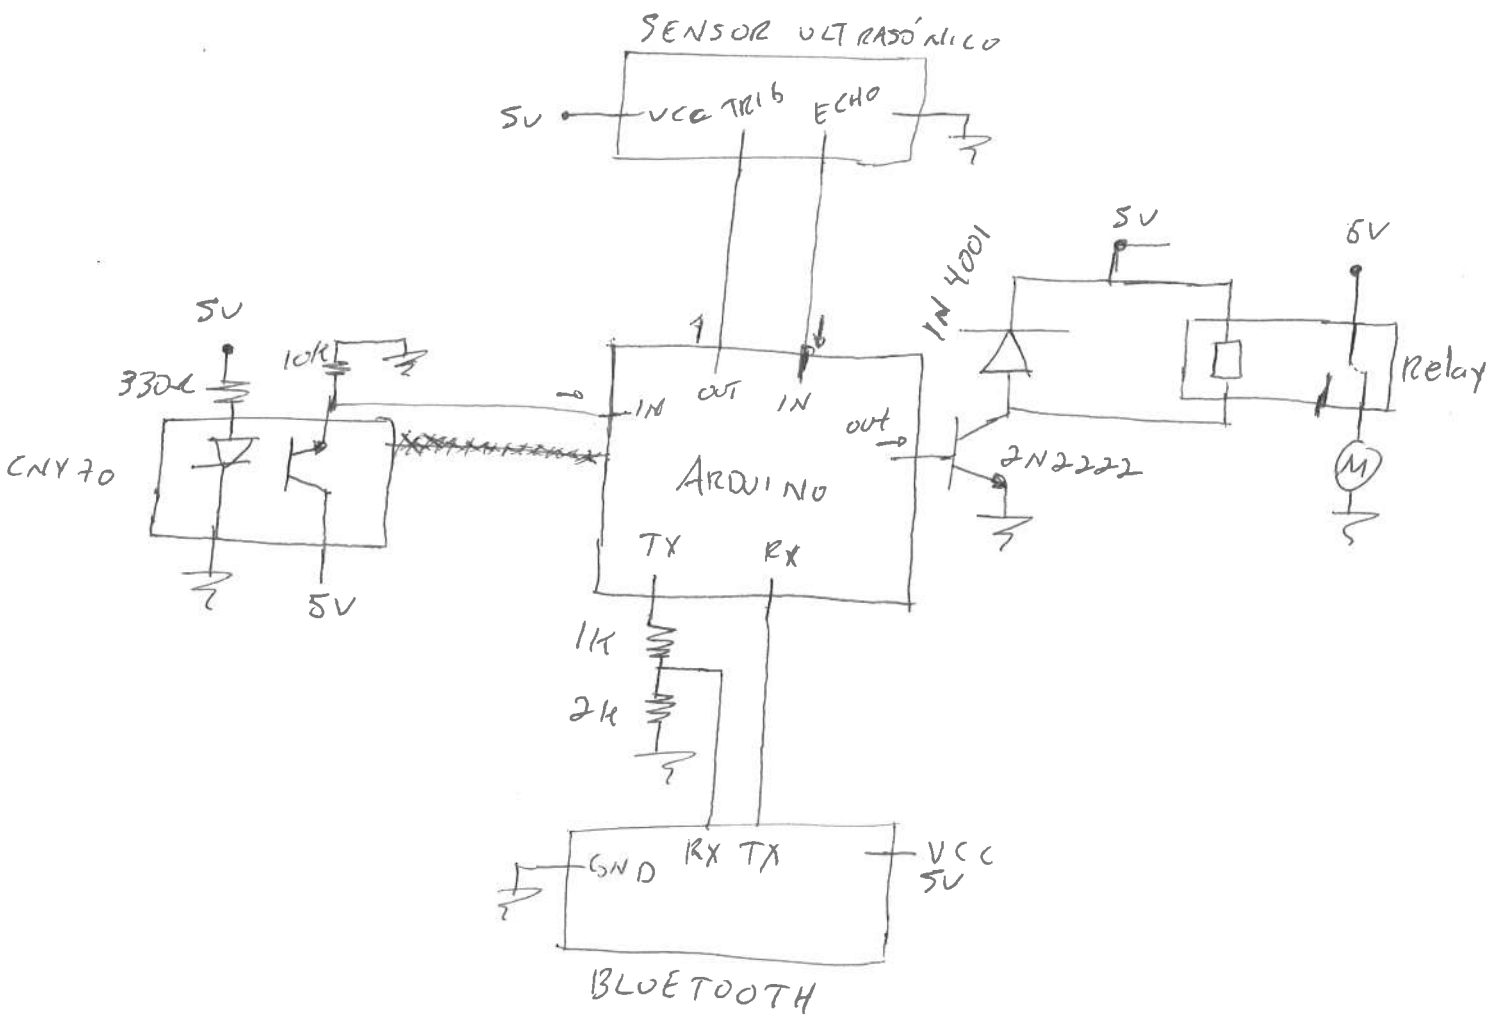 SENSOR ULTRASÓNICO
5V
VCC TRIG ECHO
5V
6V
1N 4001
5V
10K
330Ω
Relay
IN
OUT
IN
OUT
CNY70
ARDUINO
2N2222
M
TX
RX
5V
1K
2K
GND
RX TX
VCC
5V
BLUETOOTH